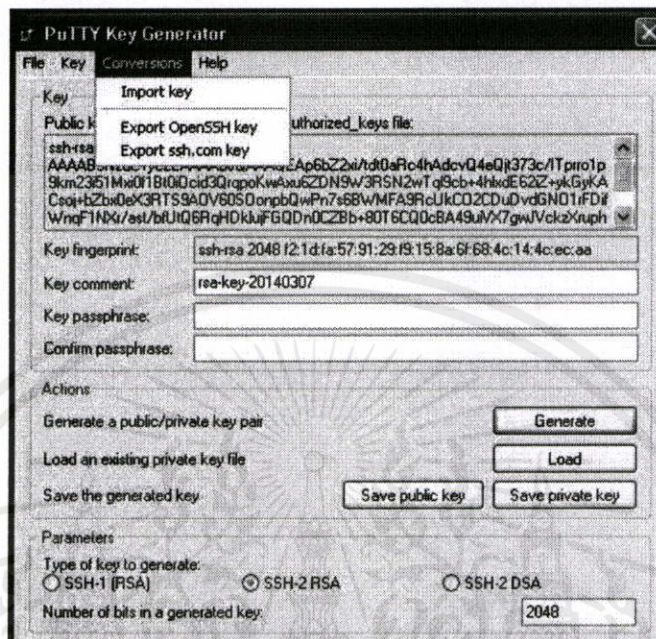 PuTTY Key Generator
File Key Conversions Help
Import key
Export OpenSSH key
Export ssh.com key
Key
Public k uthorized_keys file:
ssh-rsa
Key fingerprint: ssh-rsa 2048 f2:1d:fa:57:91:29:f9:15:8a:6f:68:4c:14:4c:ec:aa
Key comment: rsa-key-20140307
Key passphrase:
Confirm passphrase:
Actions
Generate a public/private key pair Generate
Load an existing private key file Load
Save the generated key Save public key Save private key
Parameters
Type of key to generate:
SSH-1 (RSA) SSH-2 RSA SSH-2 DSA
Number of bits in a generated key: 2048